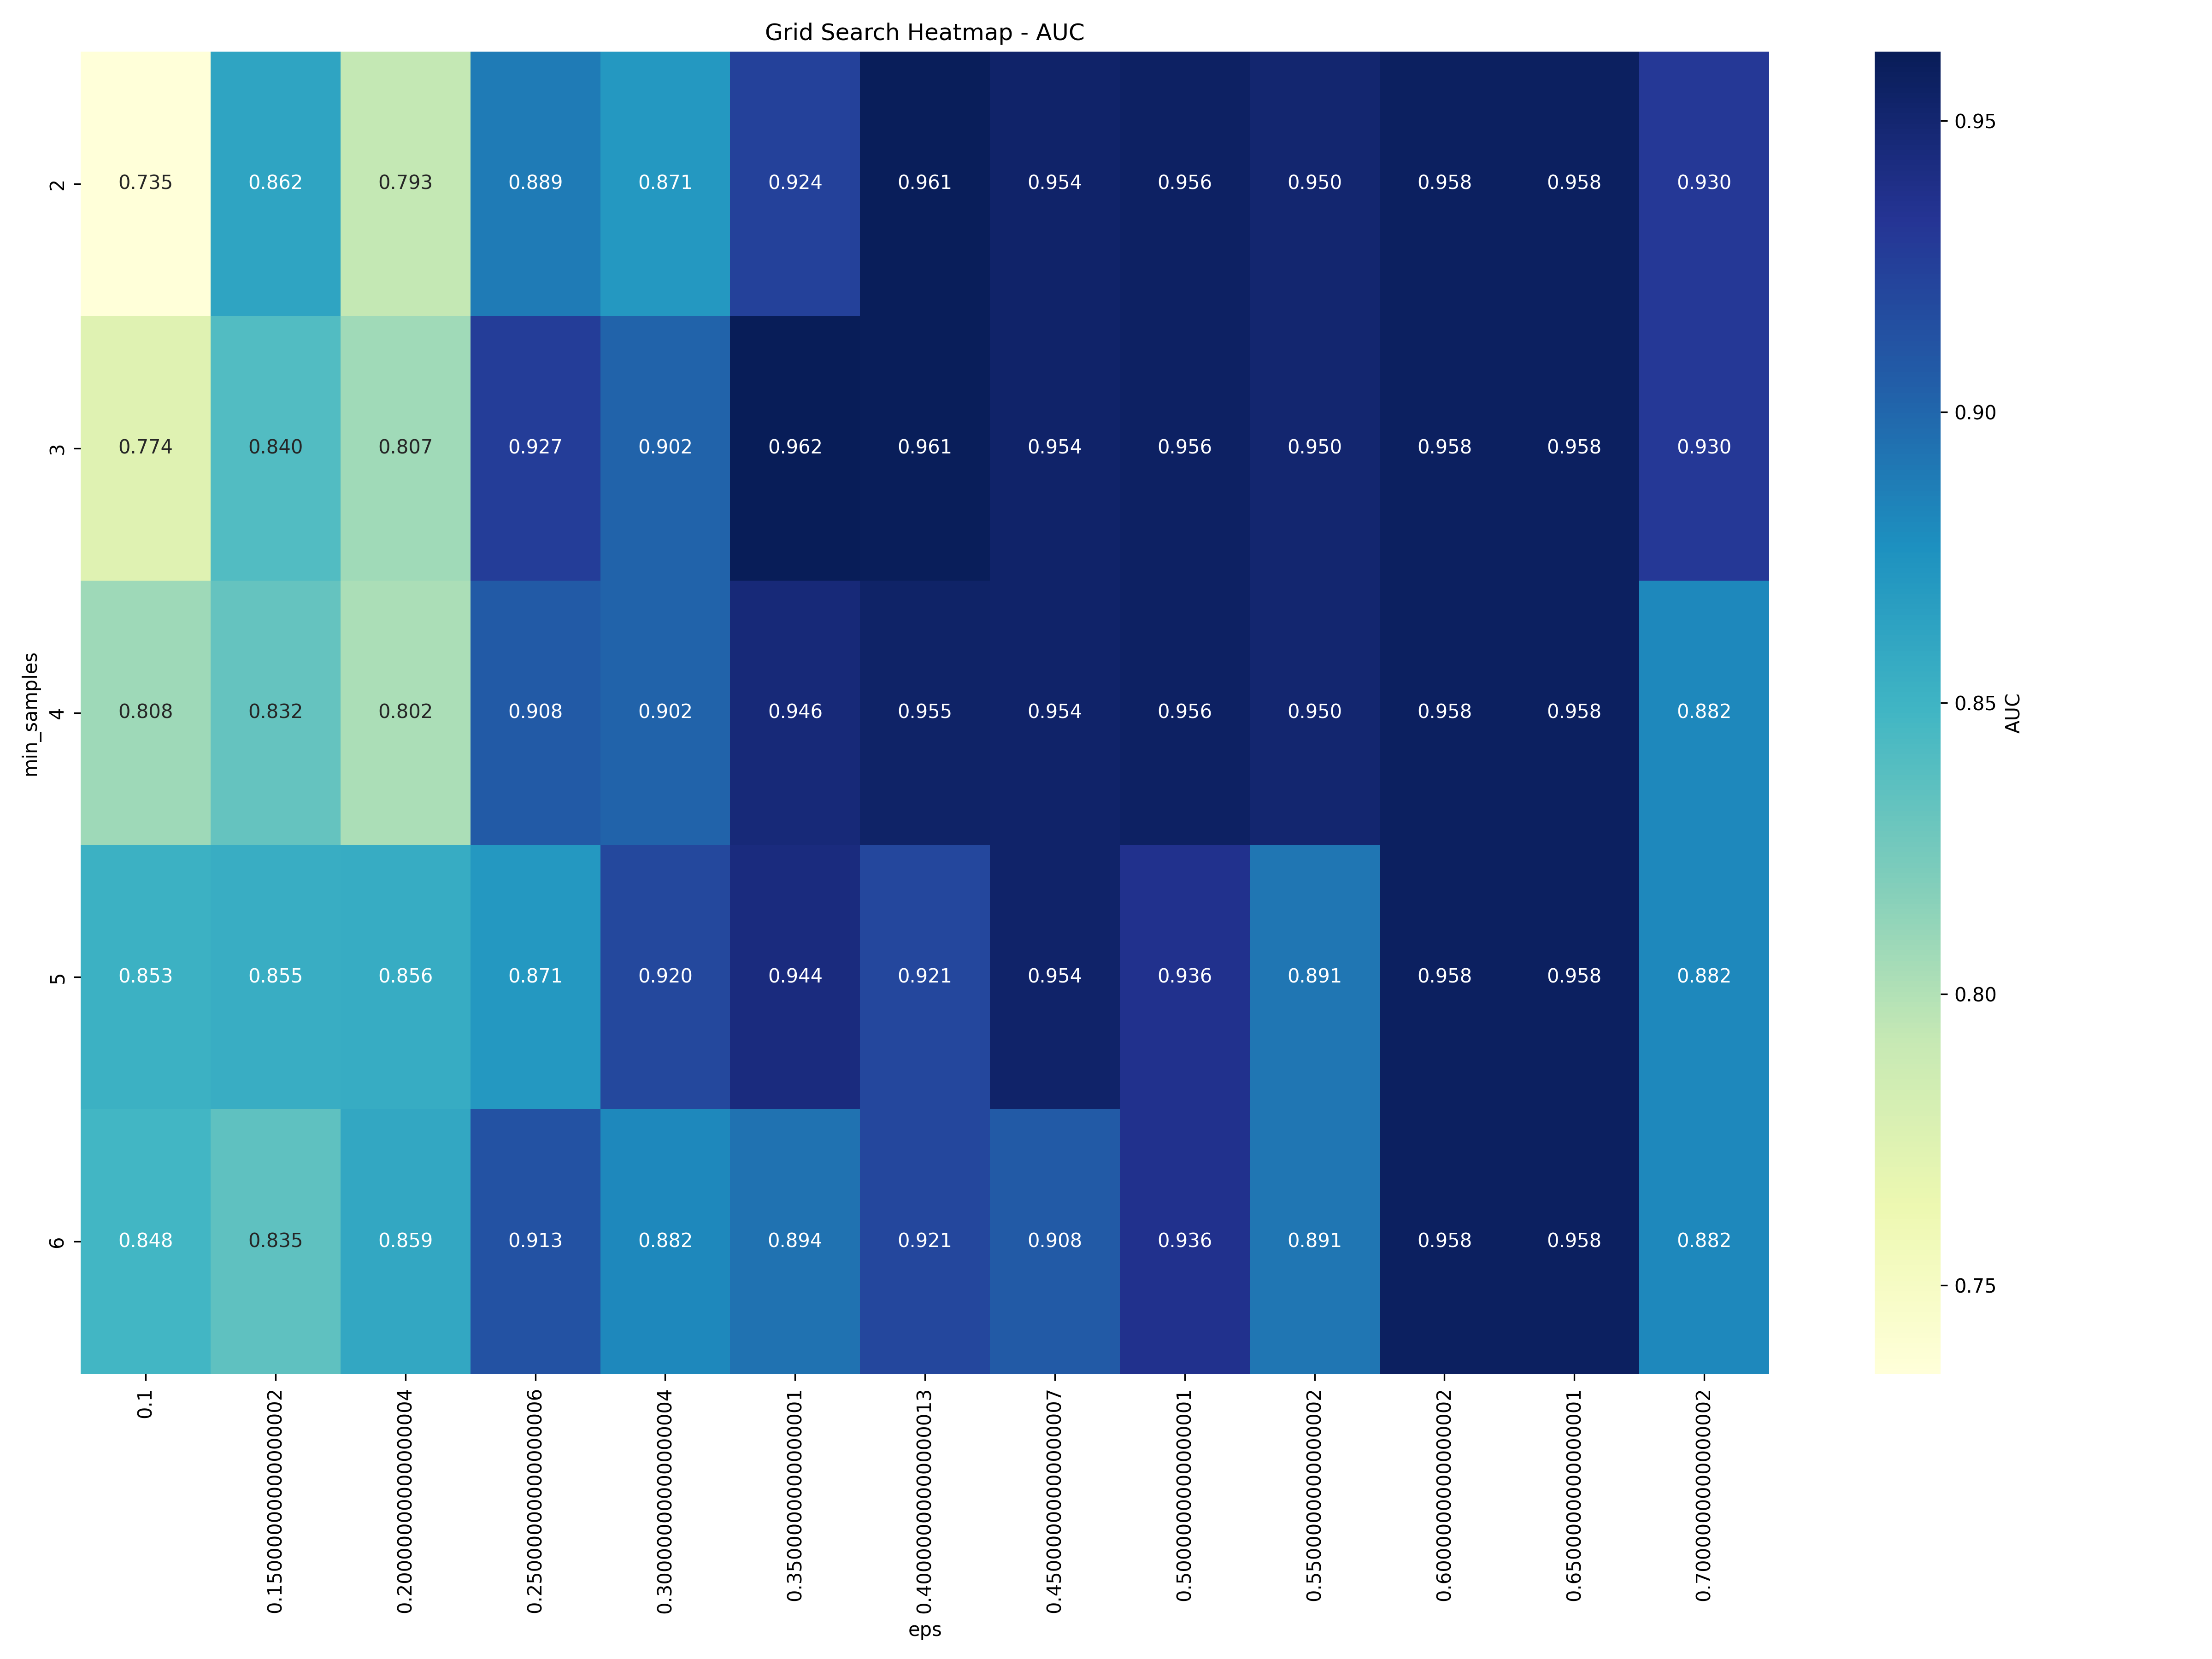 Grid Search Heatmap - AUC
2 0.735 0.862 0.793 0.889 0.871 0.924 0.961 0.954 0.956 0.950 0.958 0.958 0.930
3 0.774 0.840 0.807 0.927 0.902 0.962 0.961 0.954 0.956 0.950 0.958 0.958 0.930
4 0.808 0.832 0.802 0.908 0.902 0.946 0.955 0.954 0.956 0.950 0.958 0.958 0.882
5 0.853 0.855 0.856 0.871 0.920 0.944 0.921 0.954 0.936 0.891 0.958 0.958 0.882
6 0.848 0.835 0.859 0.913 0.882 0.894 0.921 0.908 0.936 0.891 0.958 0.958 0.882
min_samples
0.1
0.15000000000000002
0.20000000000000004
0.25000000000000006
0.30000000000000004
0.3500000000000001
0.40000000000000013
0.45000000000000007
0.5000000000000001
0.5500000000000002
0.6000000000000002
0.6500000000000001
0.7000000000000002
eps
0.95
0.90
0.85
0.80
0.75
AUC